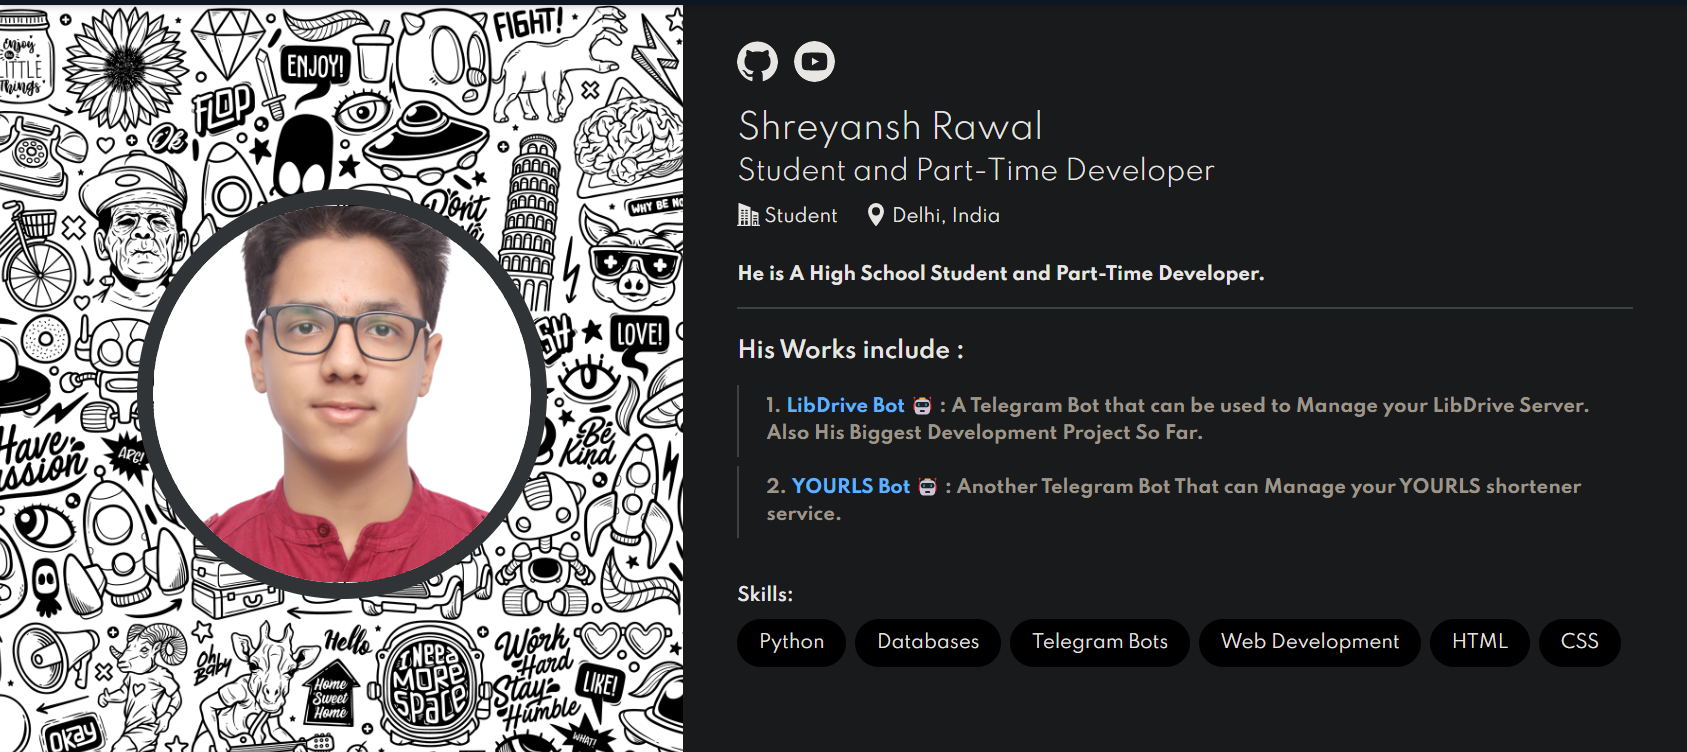 Enjoy
the
LITTLE
Things
FIGHT!
ENJOY!
FLOP
Ok
Don't
WHY BE NO
SH
LOVE!
Have
assion
ARG!
Be
Kind
Hello
Oh
Baby
Home
Sweet
Home
I NEED
MORE
SPACE
Work
Hard
Stay
Humble
LIKE!
Okay
WHAT!
Shreyansh Rawal
Student and Part-Time Developer
Student Delhi, India
He is A High School Student and Part-Time Developer.
His Works include :
1. LibDrive Bot 🤖 : A Telegram Bot that can be used to Manage your LibDrive Server.
Also His Biggest Development Project So Far.
2. YOURLS Bot 🤖 : Another Telegram Bot That can Manage your YOURLS shortener
service.
Skills:
Python Databases Telegram Bots Web Development HTML CSS